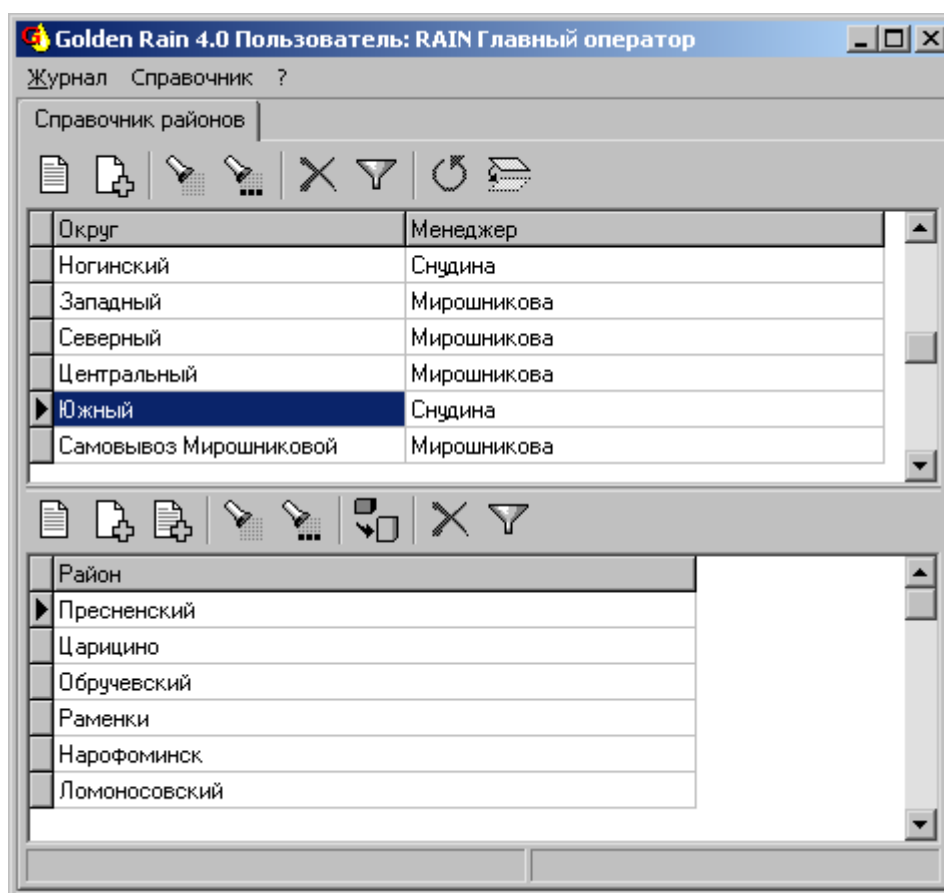 Golden Rain 4.0 Пользователь: RAIN Главный оператор
Журнал Справочник ?
Справочник районов
Округ Менеджер
Ногинский Снудина
Западный Мирошникова
Северный Мирошникова
Центральный Мирошникова
Южный Снудина
Самовывоз Мирошниковой Мирошникова
Район
Пресненский
Царицино
Обручевский
Раменки
Нарофоминск
Ломоносовский